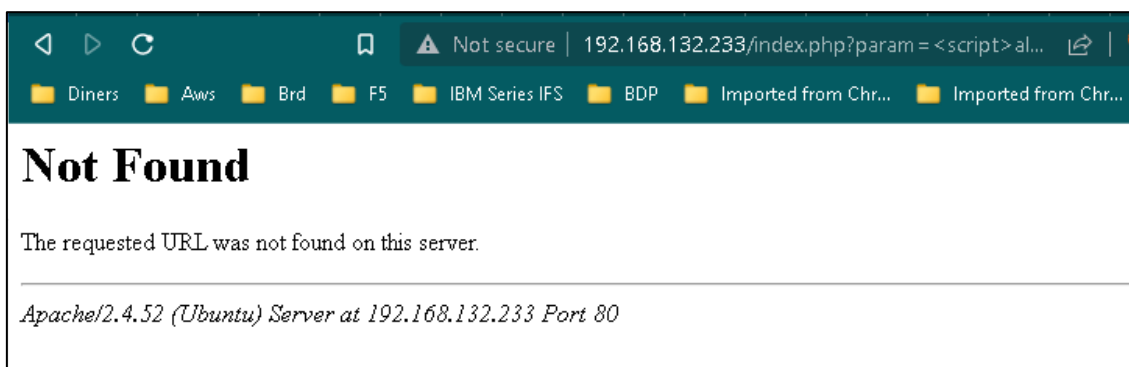 Not secure 192.168.132.233/index.php?param=<script>al...
Diners Aws Brd F5 IBM Series IFS BDP Imported from Chr... Imported from Chr...
Not Found
The requested URL was not found on this server.
Apache/2.4.52 (Ubuntu) Server at 192.168.132.233 Port 80